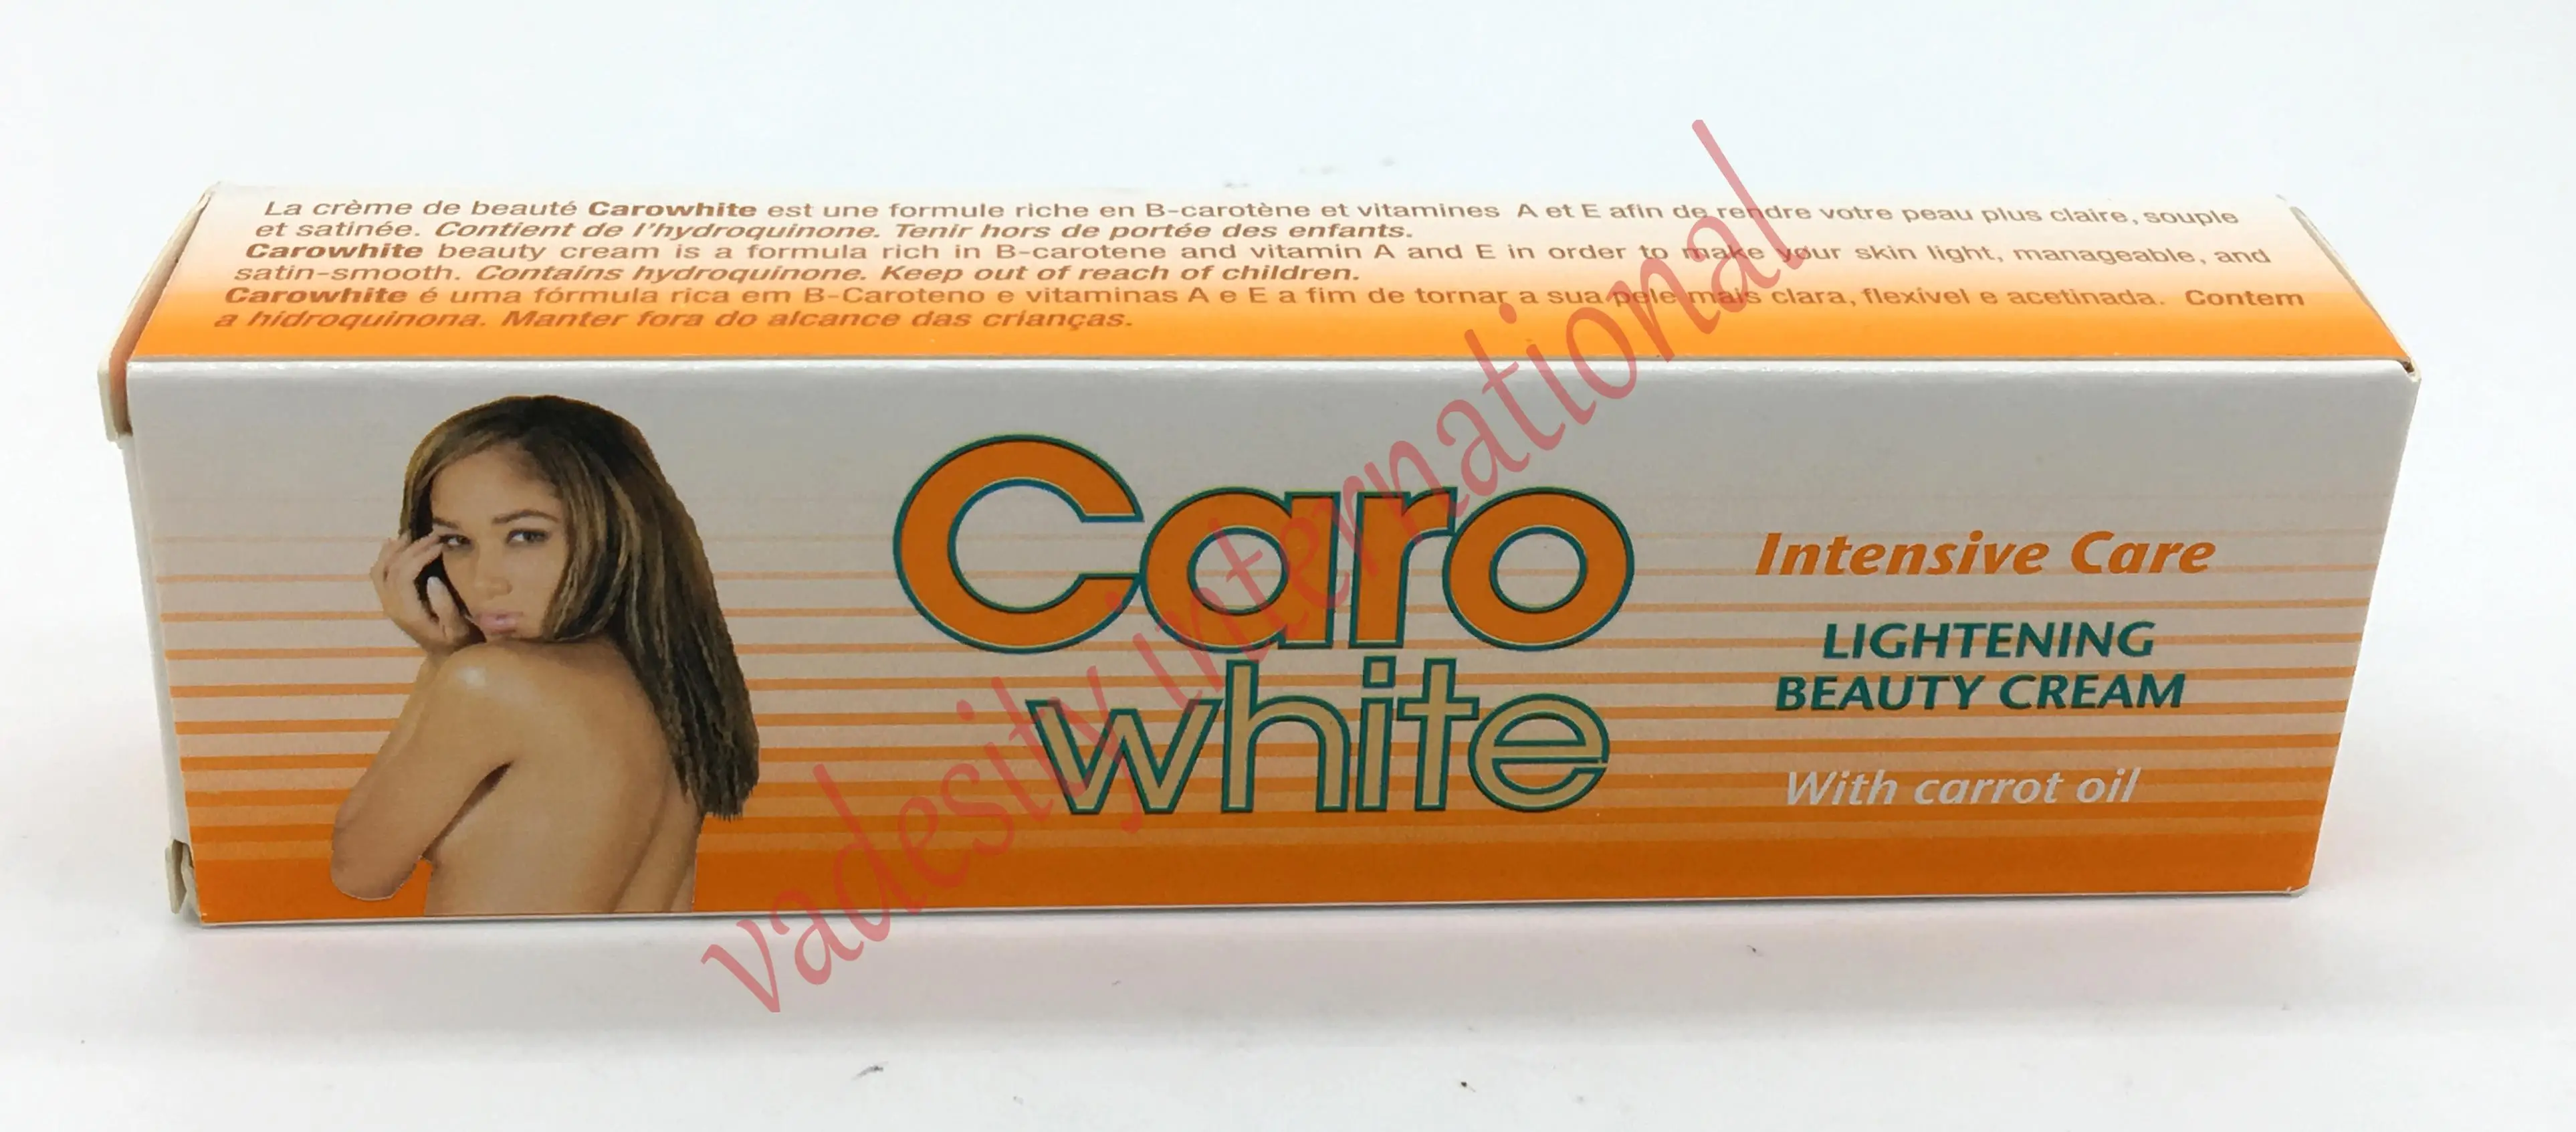 La crème de beauté Carowhite est une formule riche en B-carotène et vitamines A et E afin de rendre votre peau plus claire, souple
et satinée. Contient de l'hydroquinone. Tenir hors de portée des enfants.
Carowhite beauty cream is a formula rich in B-carotene and vitamin A and E in order to make your skin light, manageable, and
satin-smooth. Contains hydroquinone. Keep out of reach of children.
Carowhite é uma fórmula rica em B-Caroteno e vitaminas A e E a fim de tornar a sua pele mais clara, flexível e acetinada. Contem
a hidroquinona. Manter fora do alcance das crianças.
Caro
white
Intensive Care
LIGHTENING
BEAUTY CREAM
With carrot oil
vadesity international